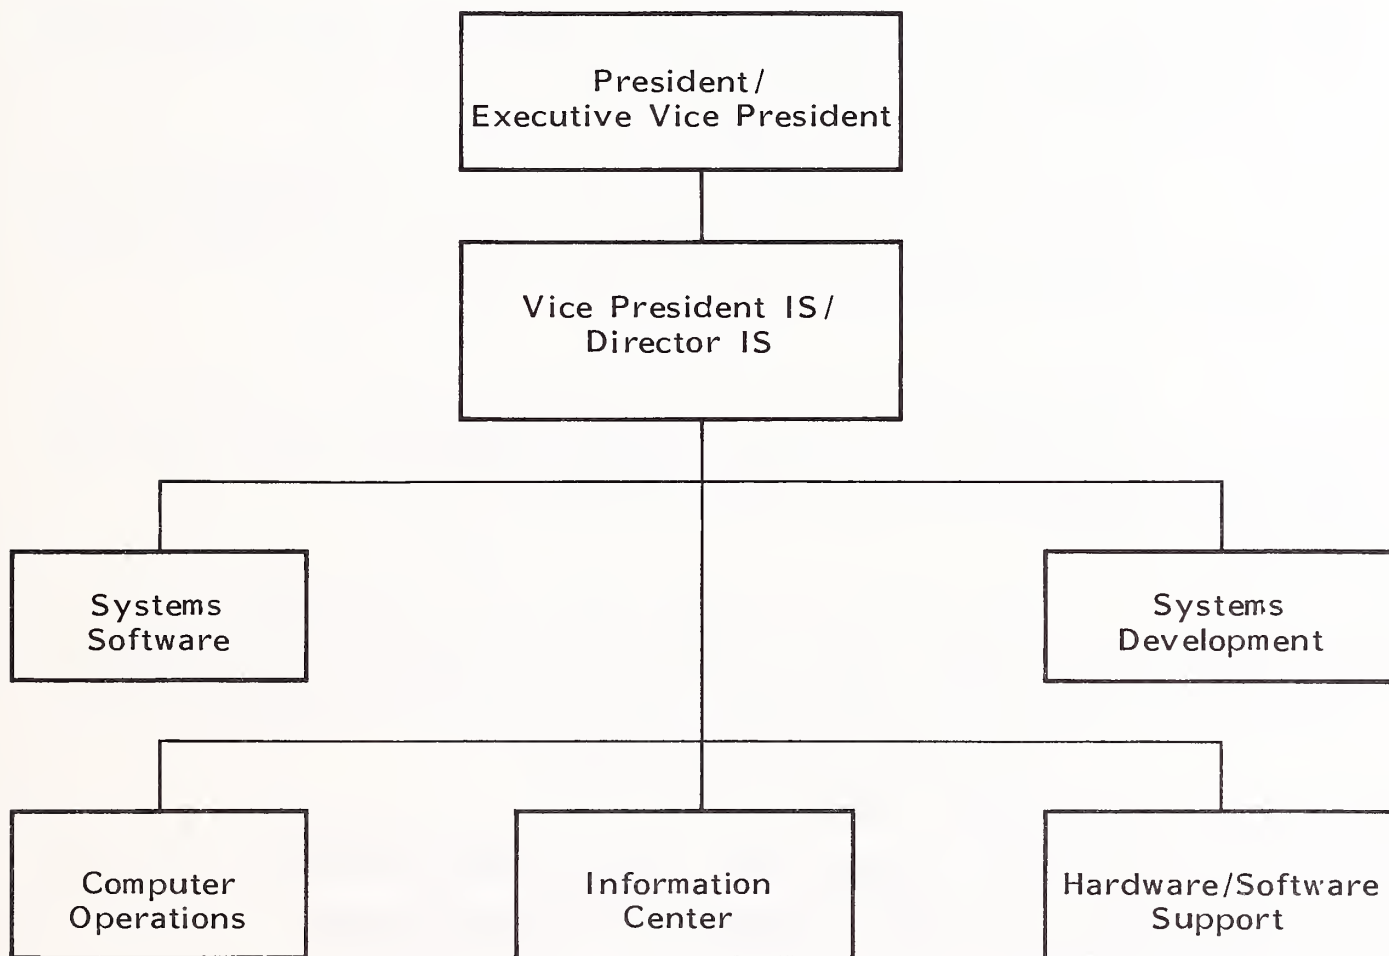 President/
Executive Vice President
Vice President IS/
Director IS
Systems
Software
Systems
Development
Computer
Operations
Information
Center
Hardware/Software
Support